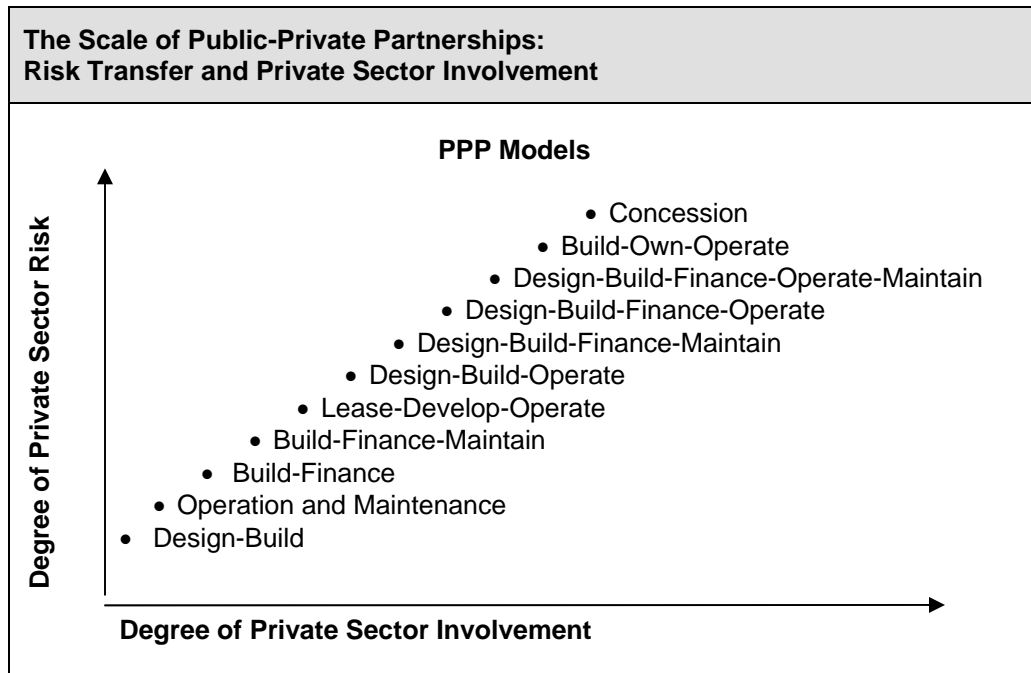 The Scale of Public-Private Partnerships:
Risk Transfer and Private Sector Involvement
PPP Models
Degree of Private Sector Risk
• Concession
• Build-Own-Operate
• Design-Build-Finance-Operate-Maintain
• Design-Build-Finance-Operate
• Design-Build-Finance-Maintain
• Design-Build-Operate
• Lease-Develop-Operate
• Build-Finance-Maintain
• Build-Finance
• Operation and Maintenance
• Design-Build
Degree of Private Sector Involvement